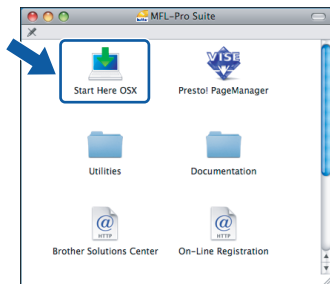 MFL-Pro Suite
VISE
Start Here OSX
Presto! PageManager
Utilities
Documentation
@
HTTP
@
HTTP
Brother Solutions Center
On-Line Registration